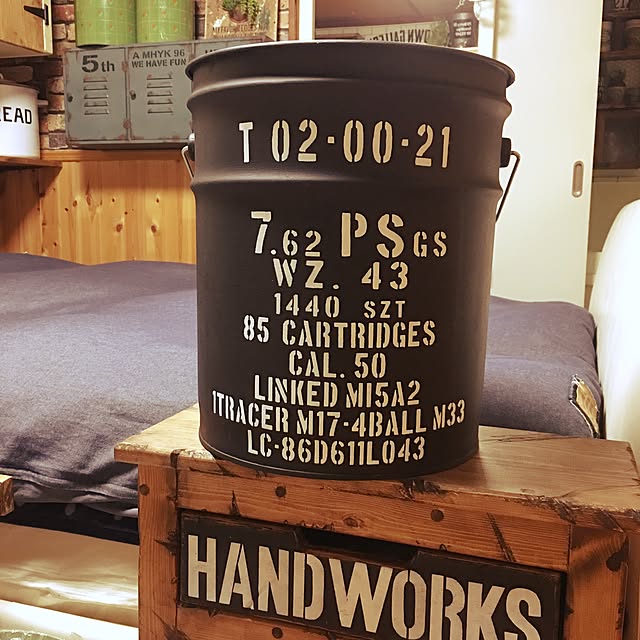 5th
A MHYK 96
WE HAVE FUN
EAD
T 02·00·21
7.62 PSGS
WZ. 43
1440 SZT
85 CARTRIDGES
CAL. 50
LINKED M15A2
1TRACER M17-4BALL M33
LC-86D611L043
HANDWORKS